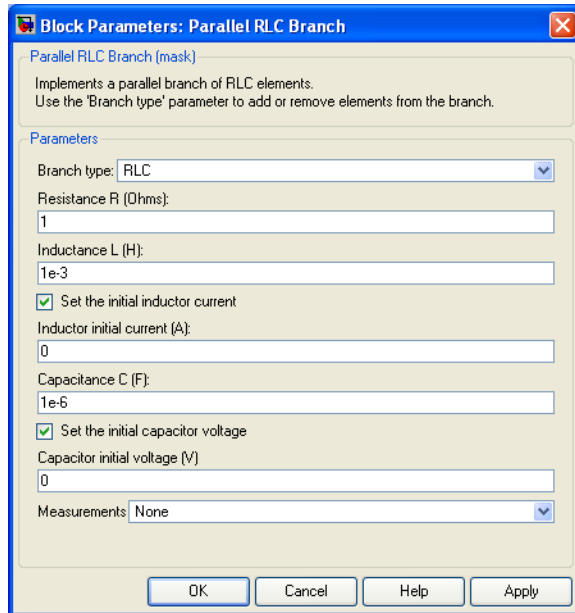 Block Parameters: Parallel RLC Branch
Parallel RLC Branch (mask)
Implements a parallel branch of RLC elements.
Use the 'Branch type' parameter to add or remove elements from the branch.
Parameters
Branch type: RLC
Resistance R (Ohms):
1
Inductance L (H):
1e-3
Set the initial inductor current
Inductor initial current (A):
0
Capacitance C (F):
1e-6
Set the initial capacitor voltage
Capacitor initial voltage (V)
0
Measurements None
OK Cancel Help Apply